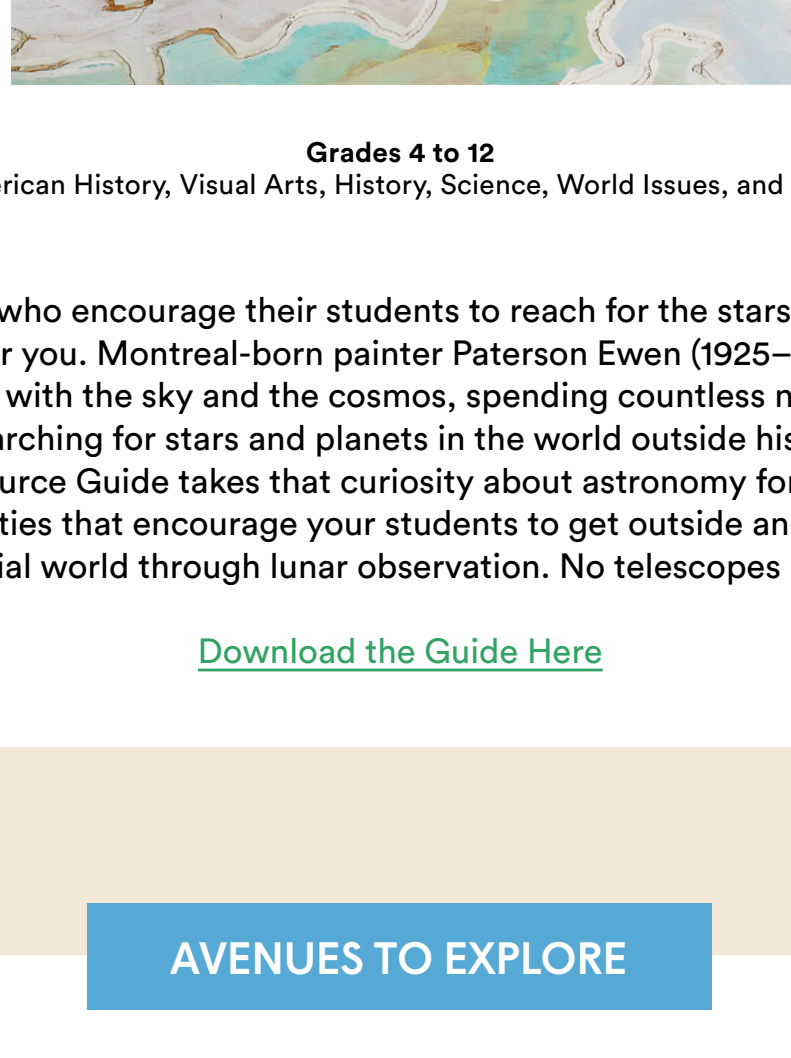 Grades 4 to 12
American History, Visual Arts, History, Science, World Issues, and
who encourage their students to reach for the stars
r you. Montreal-born painter Paterson Ewen (1925–
with the sky and the cosmos, spending countless n
arching for stars and planets in the world outside his
urce Guide takes that curiosity about astronomy for
ties that encourage your students to get outside an
ial world through lunar observation. No telescopes
Download the Guide Here
AVENUES TO EXPLORE